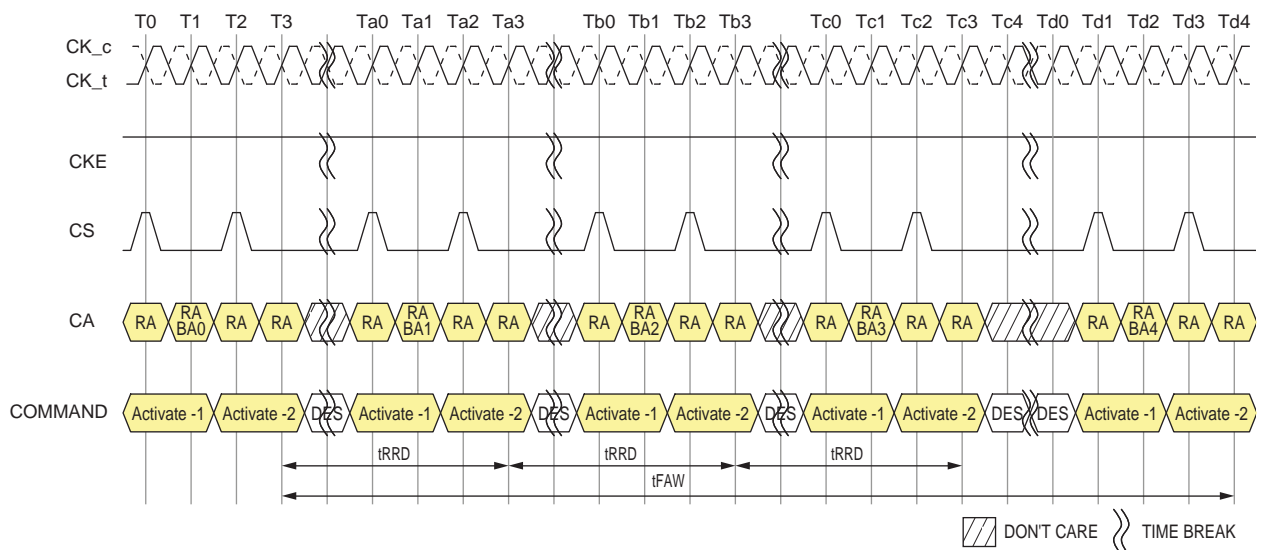 T0 T1 T2 T3 Ta0 Ta1 Ta2 Ta3 Tb0 Tb1 Tb2 Tb3 Tc0 Tc1 Tc2 Tc3 Tc4 Td0 Td1 Td2 Td3 Td4
CK_c
CK_t
CKE
CS
CA RA RA BA0 RA RA RA RA BA1 RA RA RA RA BA2 RA RA RA RA BA3 RA RA RA RA BA4 RA RA
COMMAND Activate -1 Activate -2 DES Activate -1 Activate -2 DES Activate -1 Activate -2 DES Activate -1 Activate -2 DES DES Activate -1 Activate -2
tRRD tRRD tRRD
tFAW
DON'T CARE TIME BREAK